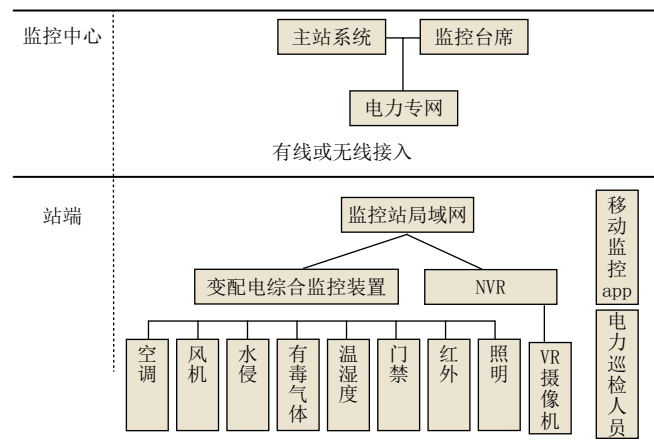 监控中心
主站系统
监控台席
电力专网
有线或无线接入
站端
监控站局域网
移动监控app
变配电综合监控装置
NVR
空调
风机
水侵
有毒气体
温湿度
门禁
红外
照明
VR摄像机
电力巡检人员